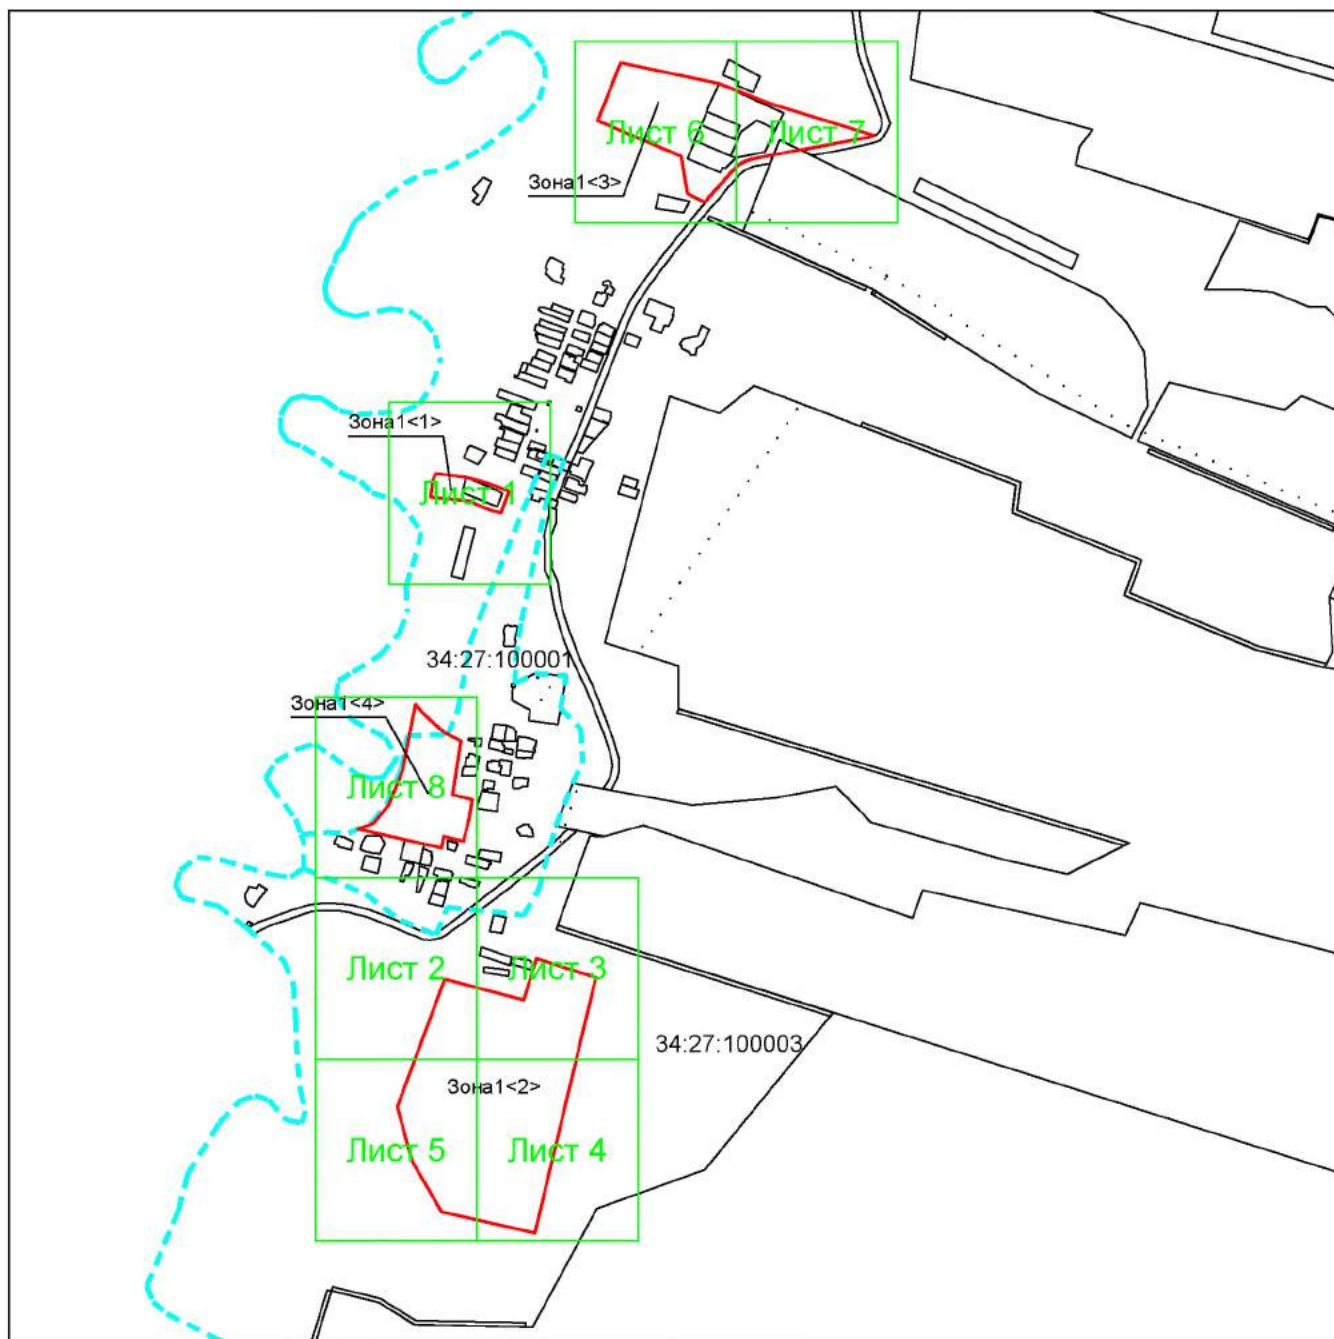 Лист 6
Лист 7
Зона1<3>
Зона1<1>
Лист 1
34:27:100001
Зона1<4>
Лист 8
Лист 2
Лист 3
34:27:100003
Зона1<2>
Лист 5
Лист 4